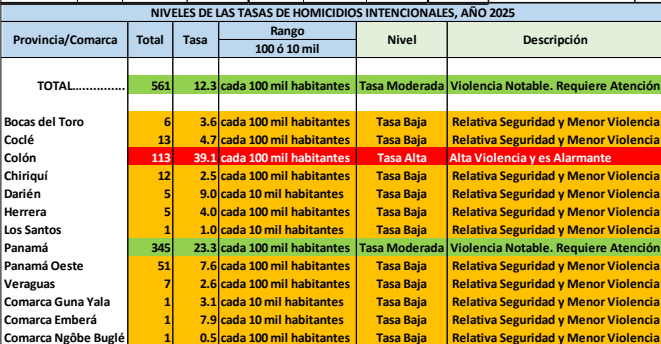 NIVELES DE LAS TASAS DE HOMICIDIOS INTENCIONALES, AÑO 2025
Provincia/Comarca Total Tasa Rango Nivel Descripción
100 ó 10 mil
TOTAL.............. 561 12.3 cada 100 mil habitantes Tasa Moderada Violencia Notable. Requiere Atención
Bocas del Toro 6 3.6 cada 100 mil habitantes Tasa Baja Relativa Seguridad y Menor Violencia
Coclé 13 4.7 cada 100 mil habitantes Tasa Baja Relativa Seguridad y Menor Violencia
Colón 113 39.1 cada 100 mil habitantes Tasa Alta Alta Violencia y es Alarmante
Chiriquí 12 2.5 cada 100 mil habitantes Tasa Baja Relativa Seguridad y Menor Violencia
Darién 5 9.0 cada 10 mil habitantes Tasa Baja Relativa Seguridad y Menor Violencia
Herrera 5 4.0 cada 100 mil habitantes Tasa Baja Relativa Seguridad y Menor Violencia
Los Santos 1 1.0 cada 10 mil habitantes Tasa Baja Relativa Seguridad y Menor Violencia
Panamá 345 23.3 cada 100 mil habitantes Tasa Moderada Violencia Notable. Requiere Atención
Panamá Oeste 51 7.6 cada 100 mil habitantes Tasa Baja Relativa Seguridad y Menor Violencia
Veraguas 7 2.6 cada 100 mil habitantes Tasa Baja Relativa Seguridad y Menor Violencia
Comarca Guna Yala 1 3.1 cada 10 mil habitantes Tasa Baja Relativa Seguridad y Menor Violencia
Comarca Emberá 1 7.9 cada 10 mil habitantes Tasa Baja Relativa Seguridad y Menor Violencia
Comarca Ngôbe Buglé 1 0.5 cada 100 mil habitantes Tasa Baja Relativa Seguridad y Menor Violencia